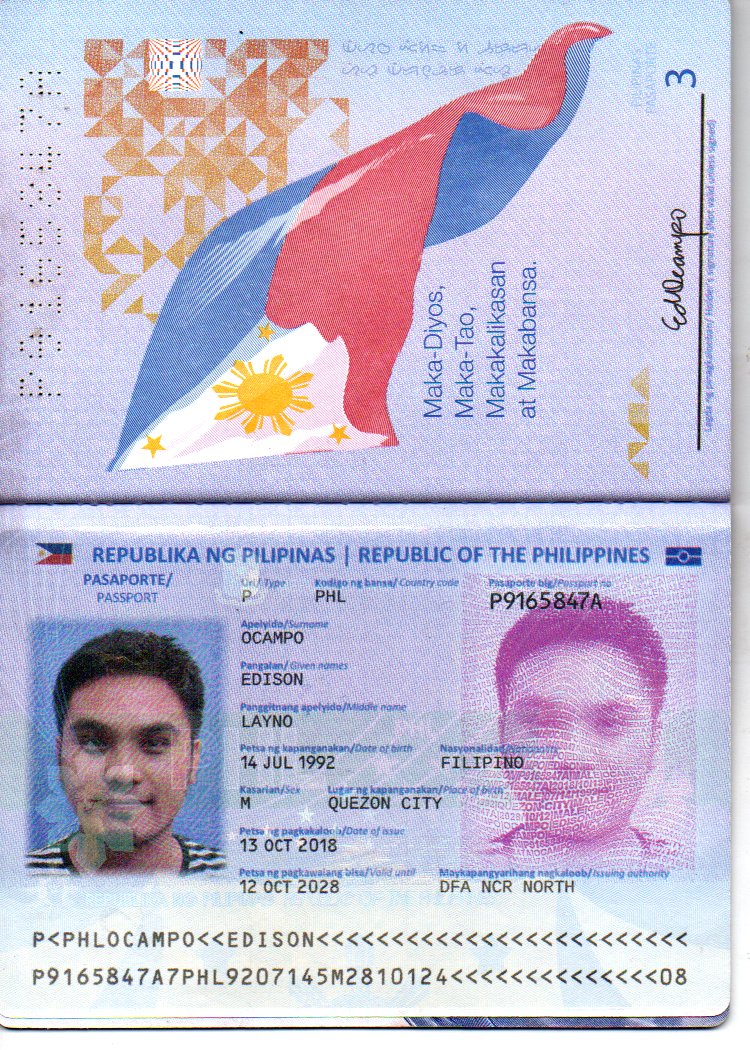 3
EdOcampo
Maka-Diyos,
Maka-Tao,
Makakalikasan
at Makabansa.
REPUBLIKA NG PILIPINAS | REPUBLIC OF THE PHILIPPINES
PASAPORTE/
PASSPORT
Uri/Type Kodigo ng bansa/Country code Pasaporte blg/Passport no
P PHL P9165847A
Apelyido/Surname
OCAMPO
Pangalan/Given names
EDISON
Panggitnang apelyido/Middle name
LAYNO
Petsa ng kapanganakan/Date of birth Nasyonalidad/Nationality
14 JUL 1992 FILIPINO
Kasarian/Sex Lugar ng kapanganakan/Place of birth
M QUEZON CITY
Petsa ng pagkakaloob/Date of issue
13 OCT 2018
Petsa ng pagkawalang bisa/Valid until Maykapangyarihang nagkaloob/Issuing authority
12 OCT 2028 DFA NCR NORTH
P<PHLOCAMPO<<EDISON<<<<<<<<<<<<<<<<<<<<<<<<<
P9165847A7PHL9207145M2810124<<<<<<<<<<<<<<08